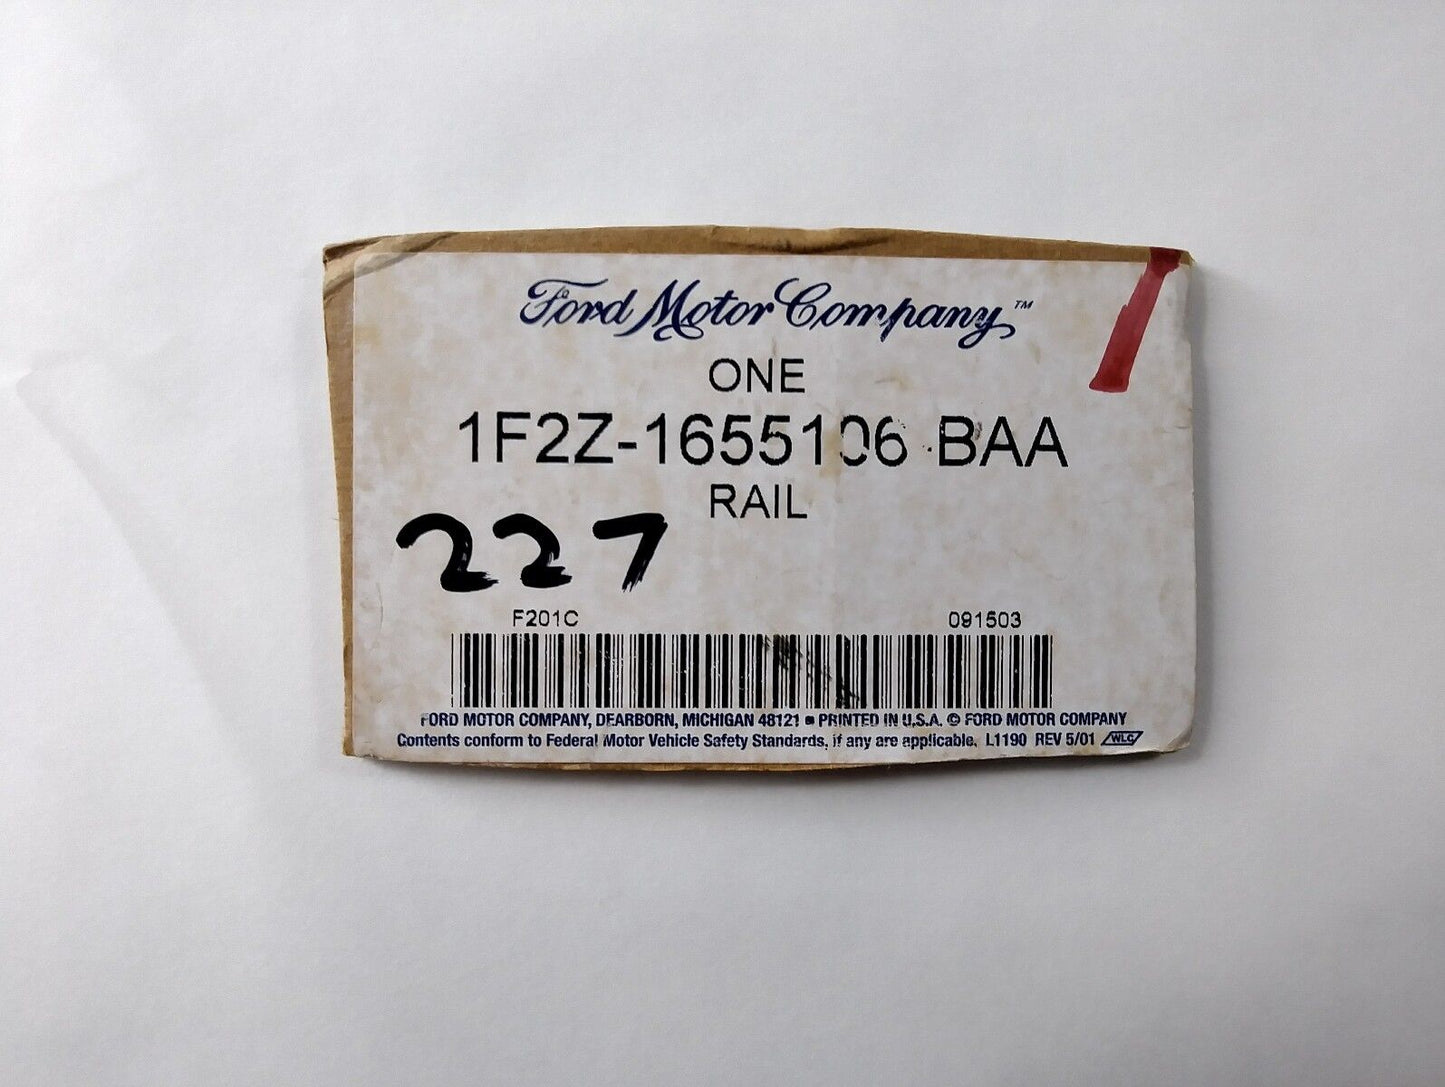 Ford Motor Company™
ONE
1F2Z-1655106-BAA
RAIL
227
F201C 091503
FORD MOTOR COMPANY, DEARBORN, MICHIGAN 48121 • PRINTED IN U.S.A. © FORD MOTOR COMPANY
Contents conform to Federal Motor Vehicle Safety Standards, if any are applicable. L1190 REV 5/01 WLC